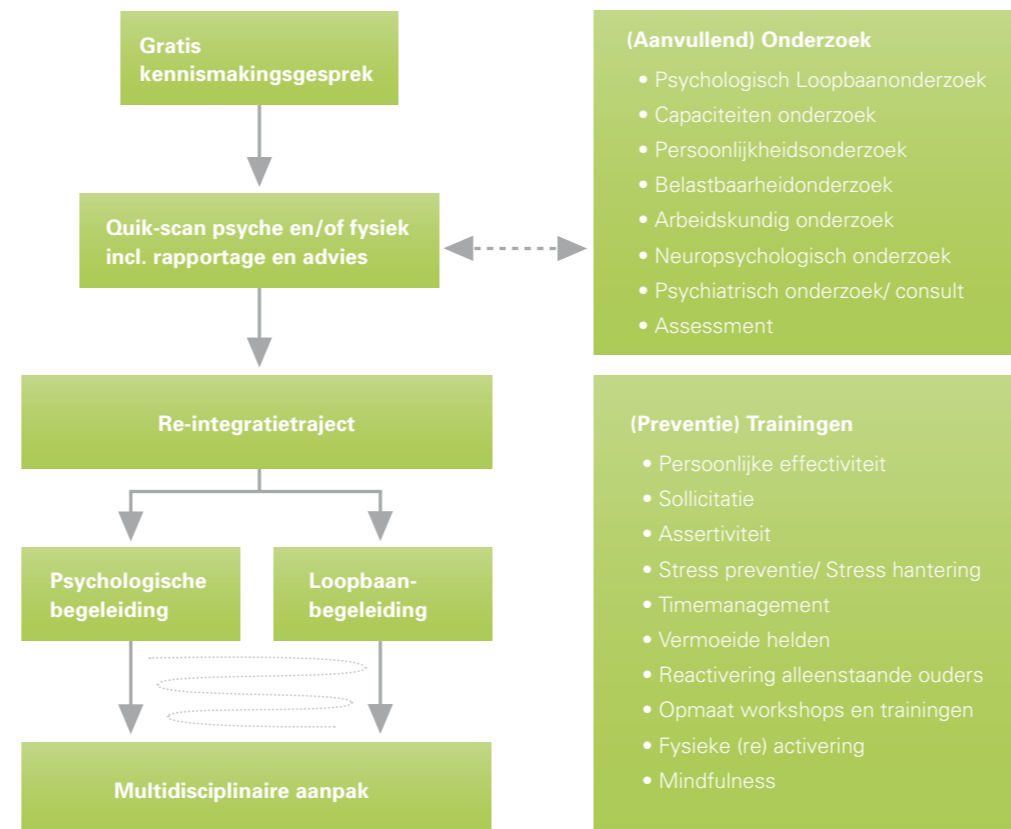 Gratis
kennismakingsgesprek
Quik-scan psyche en/of fysiek
incl. rapportage en advies
Re-integratietraject
Psychologische
begeleiding
Loopbaan-
begeleiding
Multidisciplinaire aanpak
(Aanvullend) Onderzoek
• Psychologisch Loopbaanonderzoek
• Capaciteiten onderzoek
• Persoonlijkheidsonderzoek
• Belastbaarheidonderzoek
• Arbeidskundig onderzoek
• Neuropsychologisch onderzoek
• Psychiatrisch onderzoek/ consult
• Assessment
(Preventie) Trainingen
• Persoonlijke effectiviteit
• Sollicitatie
• Assertiviteit
• Stress preventie/ Stress hantering
• Timemanagement
• Vermoeide helden
• Reactivering alleenstaande ouders
• Opmaat workshops en trainingen
• Fysieke (re) activering
• Mindfulness